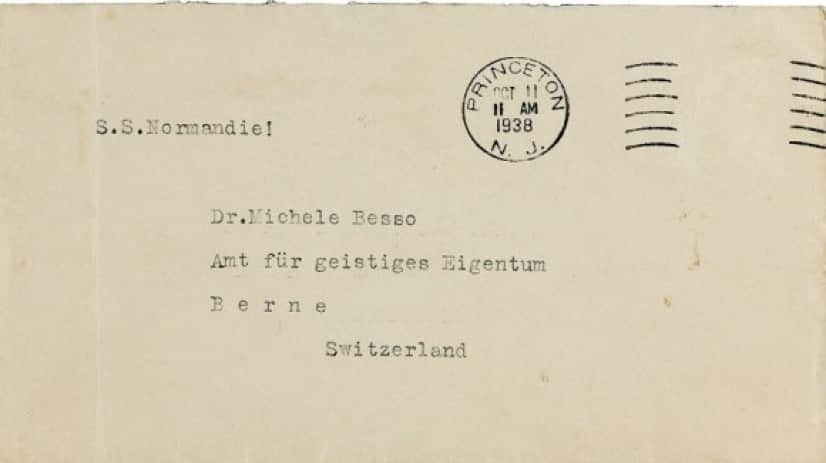 PRINCETON
OCT 11
11 AM
1938
N. J.
S.S.Normandie!
Dr.Michele Besso
Amt für geistiges Eigentum
B e r n e
Switzerland